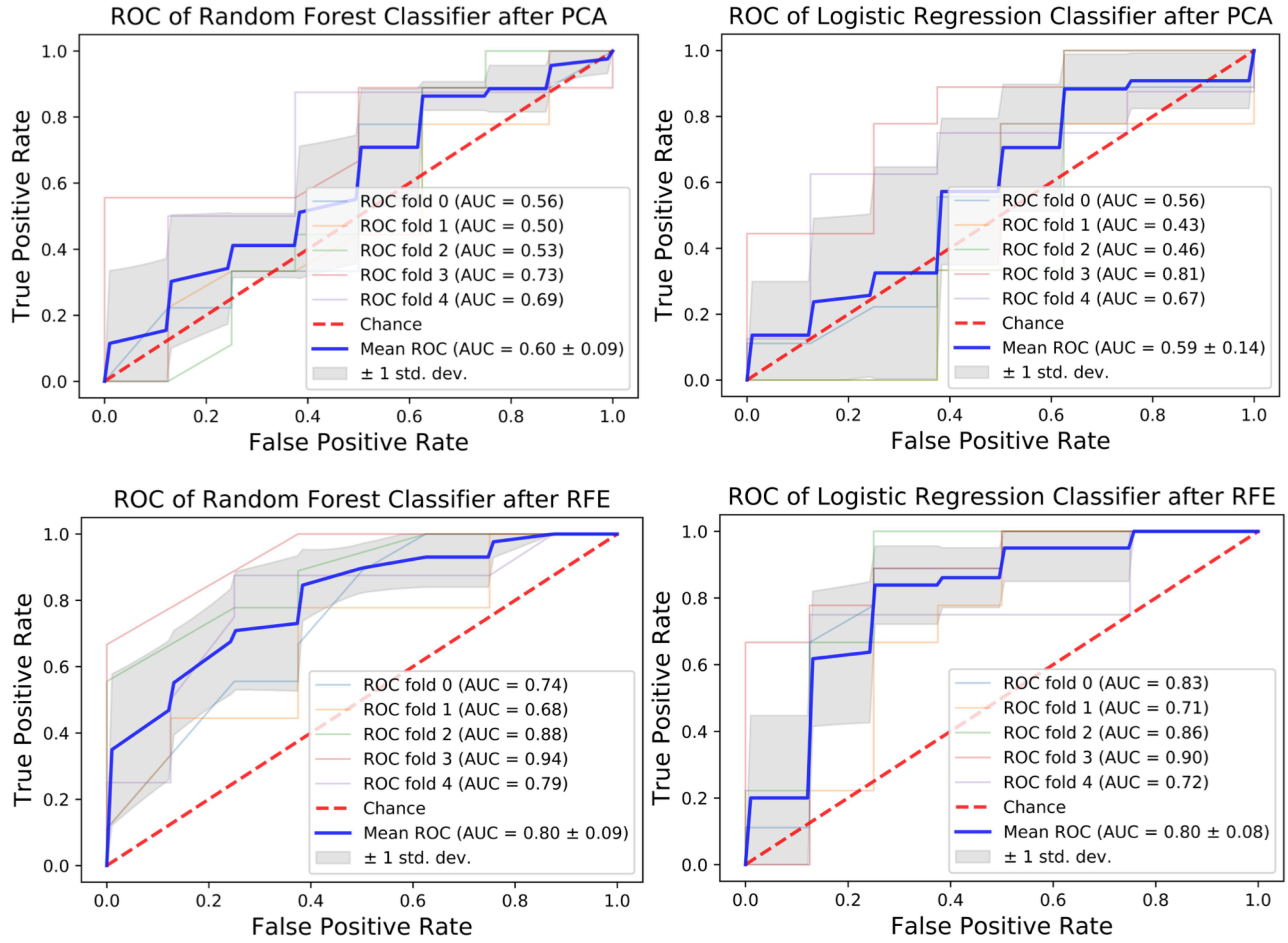 ROC of Random Forest Classifier after PCA
True Positive Rate
1.0
0.8
0.6
0.4
0.2
0.0
ROC fold 0 (AUC = 0.56)
ROC fold 1 (AUC = 0.50)
ROC fold 2 (AUC = 0.53)
ROC fold 3 (AUC = 0.73)
ROC fold 4 (AUC = 0.69)
Chance
Mean ROC (AUC = 0.60 ± 0.09)
± 1 std. dev.
0.0 0.2 0.4 0.6 0.8 1.0
False Positive Rate
ROC of Logistic Regression Classifier after PCA
True Positive Rate
1.0
0.8
0.6
0.4
0.2
0.0
ROC fold 0 (AUC = 0.56)
ROC fold 1 (AUC = 0.43)
ROC fold 2 (AUC = 0.46)
ROC fold 3 (AUC = 0.81)
ROC fold 4 (AUC = 0.67)
Chance
Mean ROC (AUC = 0.59 ± 0.14)
± 1 std. dev.
0.0 0.2 0.4 0.6 0.8 1.0
False Positive Rate
ROC of Random Forest Classifier after RFE
True Positive Rate
1.0
0.8
0.6
0.4
0.2
0.0
ROC fold 0 (AUC = 0.74)
ROC fold 1 (AUC = 0.68)
ROC fold 2 (AUC = 0.88)
ROC fold 3 (AUC = 0.94)
ROC fold 4 (AUC = 0.79)
Chance
Mean ROC (AUC = 0.80 ± 0.09)
± 1 std. dev.
0.0 0.2 0.4 0.6 0.8 1.0
False Positive Rate
ROC of Logistic Regression Classifier after RFE
True Positive Rate
1.0
0.8
0.6
0.4
0.2
0.0
ROC fold 0 (AUC = 0.83)
ROC fold 1 (AUC = 0.71)
ROC fold 2 (AUC = 0.86)
ROC fold 3 (AUC = 0.90)
ROC fold 4 (AUC = 0.72)
Chance
Mean ROC (AUC = 0.80 ± 0.08)
± 1 std. dev.
0.0 0.2 0.4 0.6 0.8 1.0
False Positive Rate